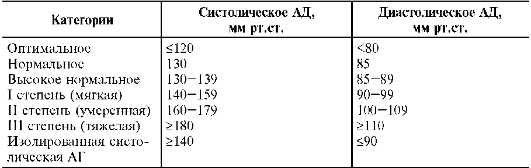 Категории Систолическое АД, мм рт.ст. Диастолическое АД, мм рт.ст.
Оптимальное ≤120 <80
Нормальное 130 85
Высокое нормальное 130—139 85—89
I степень (мягкая) 140—159 90—99
II степень (умеренная) 160—179 100—109
III степень (тяжелая) ≥180 ≥110
Изолированная систо- ≥140 ≤90
лическая АГ